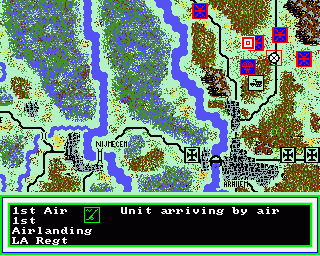 NIJMEGEN
ARNHEM
1st Air Unit arriving by air
1st
Airlanding
LA Regt